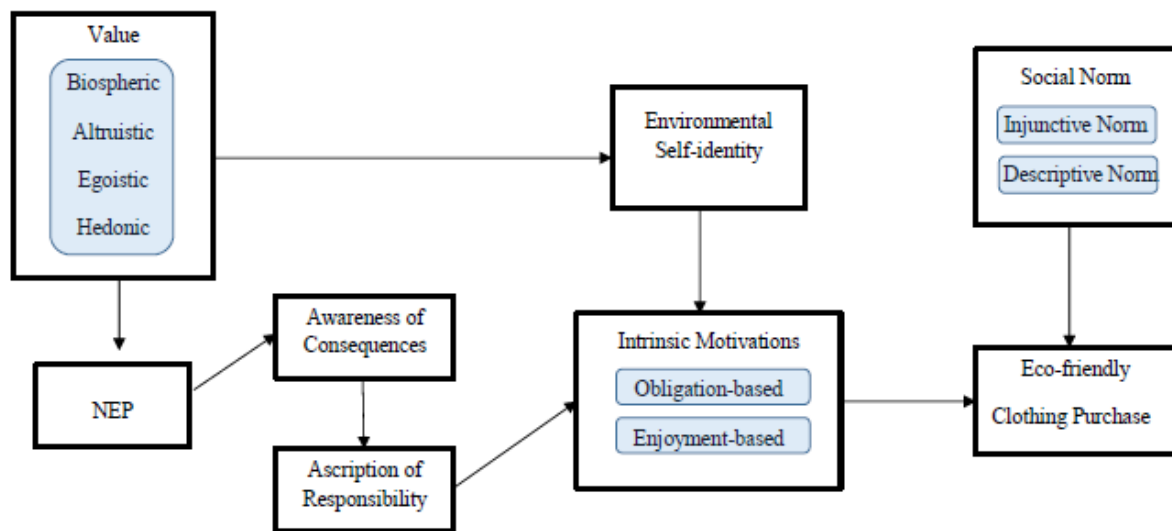 Value
Biospheric
Altruistic
Egoistic
Hedonic
Environmental
Self-identity
Social Norm
Injunctive Norm
Descriptive Norm
NEP
Awareness of
Consequences
Ascription of
Responsibility
Intrinsic Motivations
Obligation-based
Enjoyment-based
Eco-friendly
Clothing Purchase